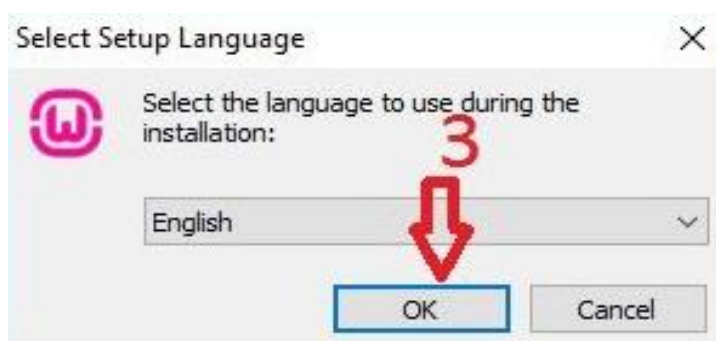 Select Setup Language
Select the language to use during the
installation:
3
English
OK Cancel